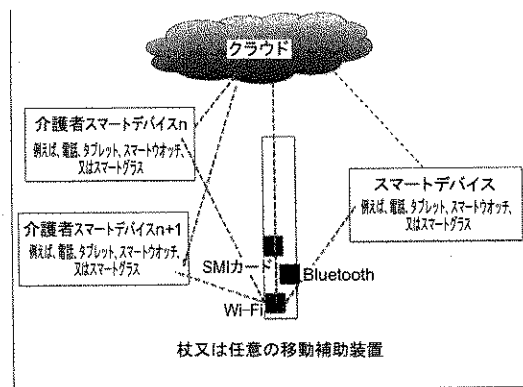 クラウド
介護者スマートデバイスn
例えば、電話、タブレット、スマートウオッチ、
又はスマートグラス
スマートデバイス
例えば、電話、タブレット、スマートウオッチ、
又はスマートグラス
介護者スマートデバイスn+1
例えば、電話、タブレット、スマートウオッチ、
又はスマートグラス
SMIカード
Bluetooth
Wi-Fi
杖又は任意の移動補助装置